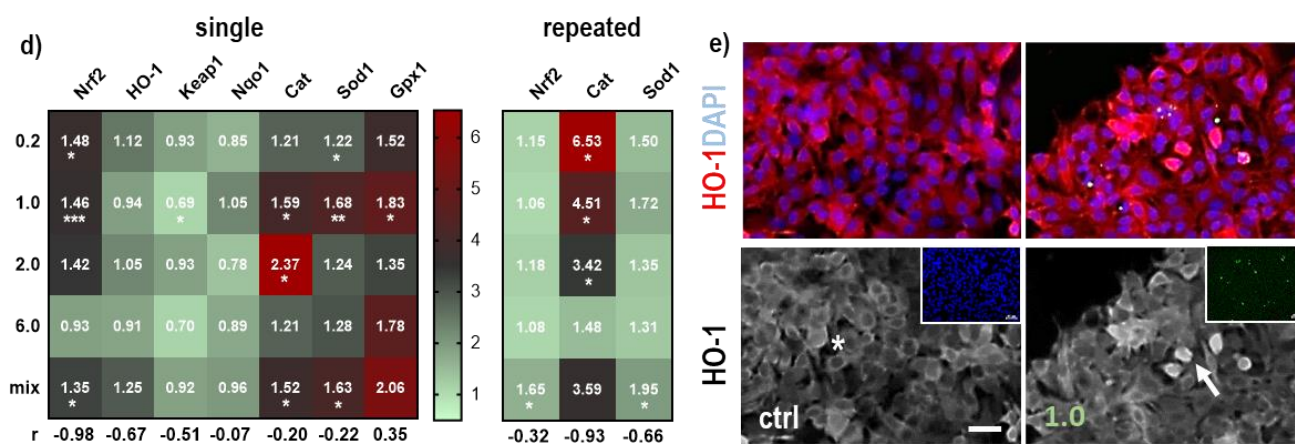 d)
single
Nrf2 HO-1 Keap1 Nqo1 Cat Sod1 Gpx1
0.2 1.48 1.12 0.93 0.85 1.21 1.22 1.52
* *
1.0 1.46 0.94 0.69 1.05 1.59 1.68 1.83
*** * * ** *
2.0 1.42 1.05 0.93 0.78 2.37 1.24 1.35
*
6.0 0.93 0.91 0.70 0.89 1.21 1.28 1.78
mix 1.35 1.25 0.92 0.96 1.52 1.63 2.06
* * *
r -0.98 -0.67 -0.51 -0.07 -0.20 -0.22 0.35
6
5
4
3
2
1
repeated
Nrf2 Cat Sod1
1.15 6.53 1.50
*
1.06 4.51 1.72
*
1.18 3.42 1.35
*
1.08 1.48 1.31
1.65 3.59 1.95
* *
-0.32 -0.93 -0.66
e)
HO-1DAPI
HO-1
*
ctrl
1.0